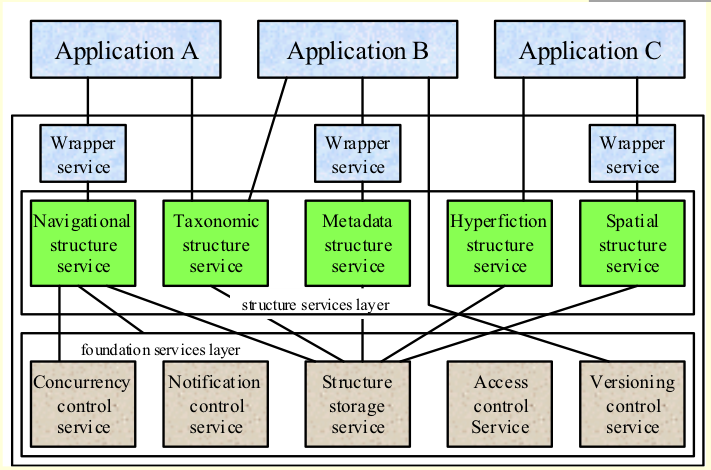 Application A
Application B
Application C
Wrapper
service
Wrapper
service
Wrapper
service
Navigational
structure
service
Taxonomic
structure
service
Metadata
structure
service
Hyperfiction
structure
service
Spatial
structure
service
structure services layer
foundation services layer
Concurrency
control
service
Notification
control
service
Structure
storage
service
Access
control
Service
Versioning
control
service